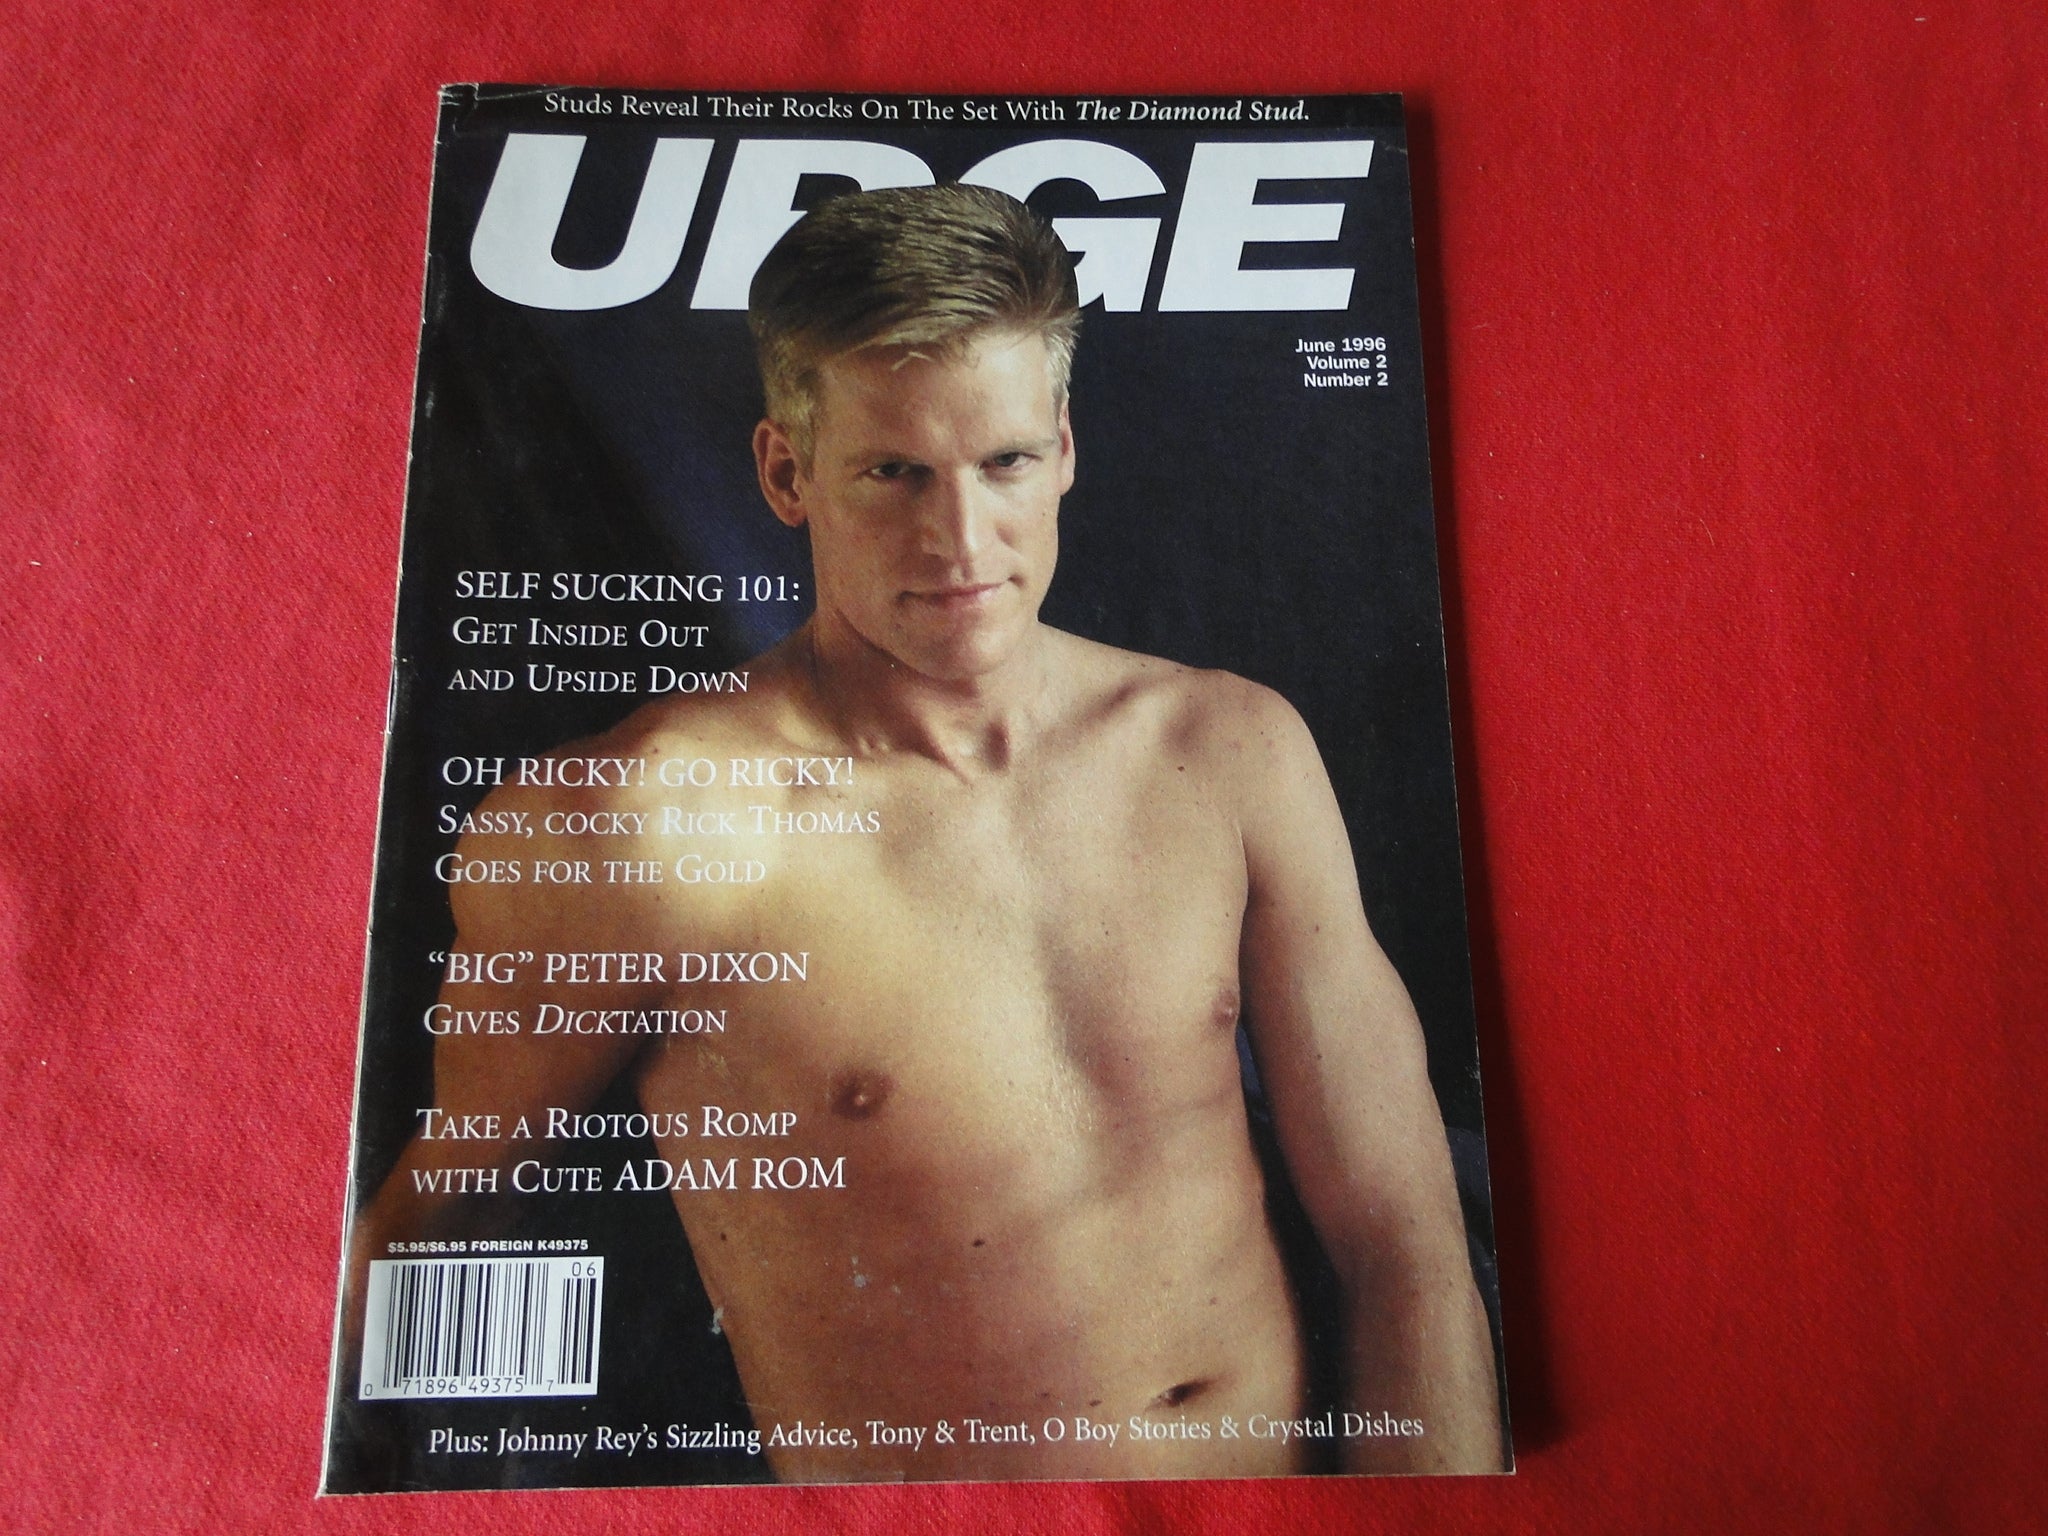 Studs Reveal Their Rocks On The Set With The Diamond Stud.
URGE
June 1996
Volume 2
Number 2
SELF SUCKING 101:
GET INSIDE OUT
AND UPSIDE DOWN
OH RICKY! GO RICKY!
SASSY, COCKY RICK THOMAS
GOES FOR THE GOLD
“BIG” PETER DIXON
GIVES DICKTATION
TAKE A RIOTOUS ROMP
WITH CUTE ADAM ROM
$5.95/$6.95 FOREIGN K49375
06
0 71896 49375 7
Plus: Johnny Rey's Sizzling Advice, Tony & Trent, O Boy Stories & Crystal Dishes